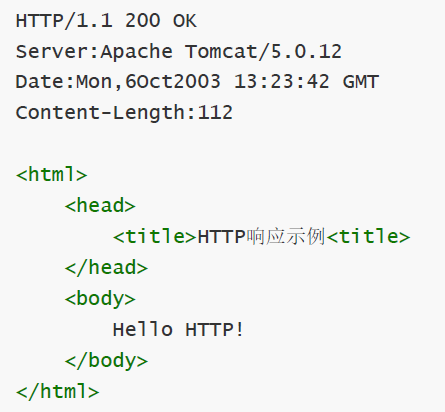 HTTP/1.1 200 OK
Server:Apache Tomcat/5.0.12
Date:Mon,6Oct2003 13:23:42 GMT
Content-Length:112

<html>
    <head>
        <title>HTTP响应示例<title>
    </head>
    <body>
        Hello HTTP!
    </body>
</html>